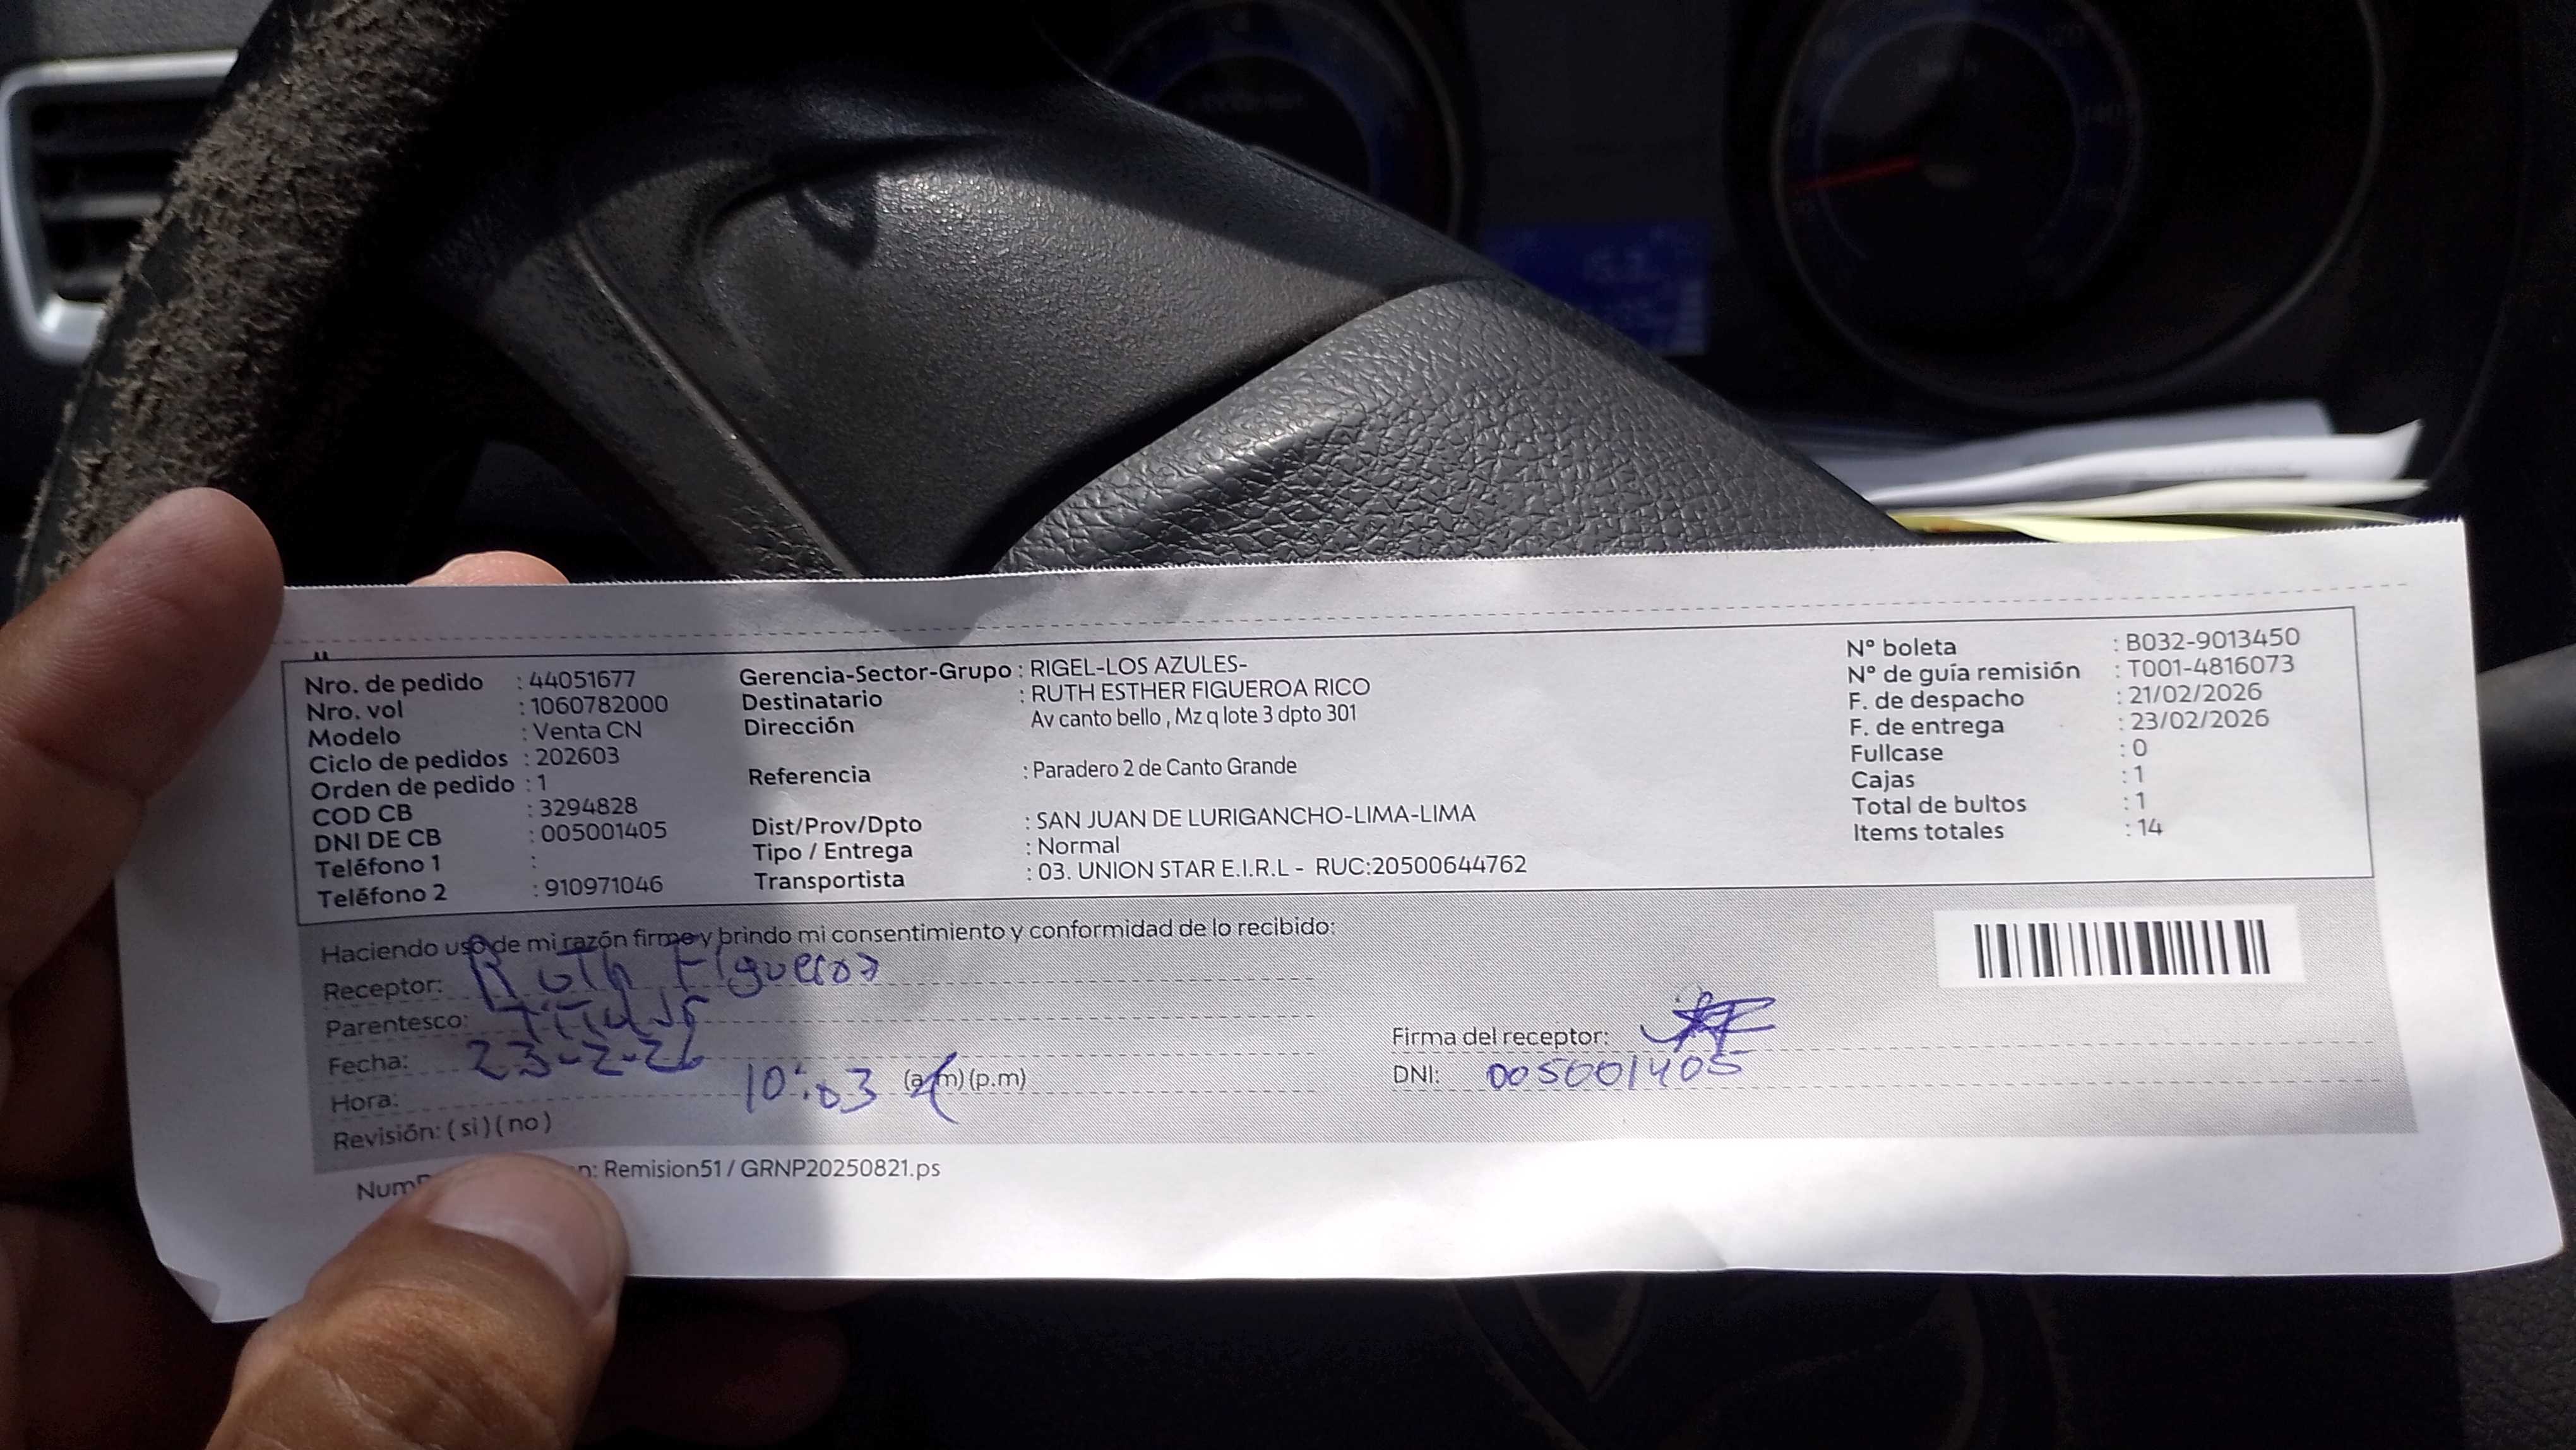 Nro. de pedido : 44051677
Nro. vol : 1060782000
Modelo : Venta CN
Ciclo de pedidos : 202603
Orden de pedido : 1
COD CB : 3294828
DNI DE CB : 005001405
Teléfono 1 :
Teléfono 2 : 910971046
Gerencia-Sector-Grupo : RIGEL-LOS AZULES-
Destinatario : RUTH ESTHER FIGUEROA RICO
Dirección Av canto bello , Mz q lote 3 dpto 301
Referencia : Paradero 2 de Canto Grande
Dist/Prov/Dpto : SAN JUAN DE LURIGANCHO-LIMA-LIMA
Tipo / Entrega : Normal
Transportista : 03. UNION STAR E.I.R.L - RUC:20500644762
N° boleta : B032-9013450
N° de guía remisión : T001-4816073
F. de despacho : 21/02/2026
F. de entrega : 23/02/2026
Fullcase : 0
Cajas : 1
Total de bultos : 1
Items totales : 14
Haciendo uso de mi razón firmo y brindo mi consentimiento y conformidad de lo recibido:
Receptor: Ruth Figueroa
Parentesco:
Fecha: 23-2-26
Hora: 10:03 (a.m)(p.m)
Revisión: (si)(no)
Firma del receptor:
DNI: 005001405
: Remision51 / GRNP20250821.ps